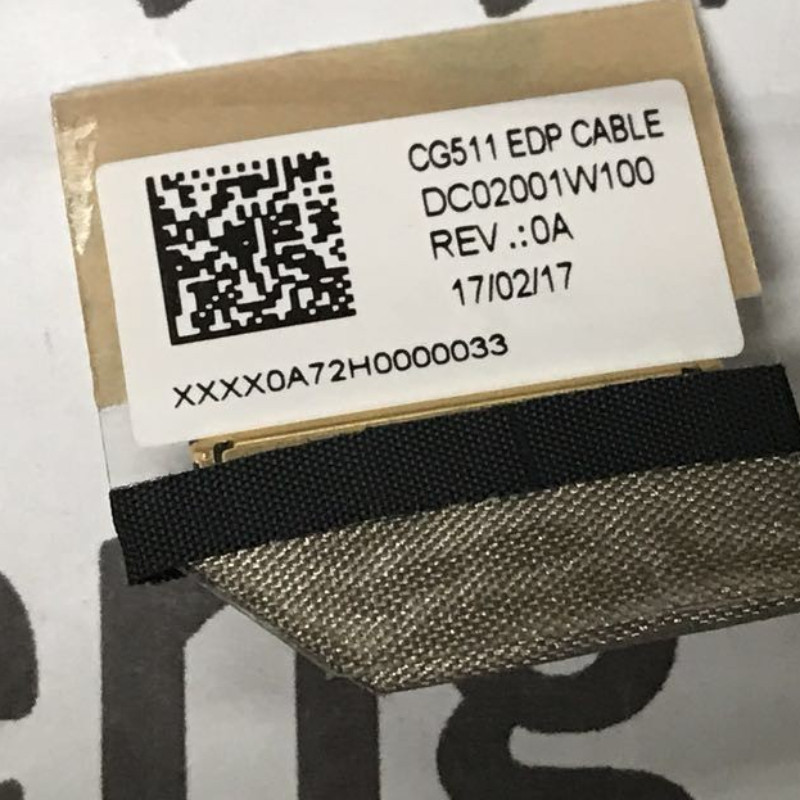 CG511 EDP CABLE
DC02001W100
REV .:0A
17/02/17
XXXX0A72H0000033